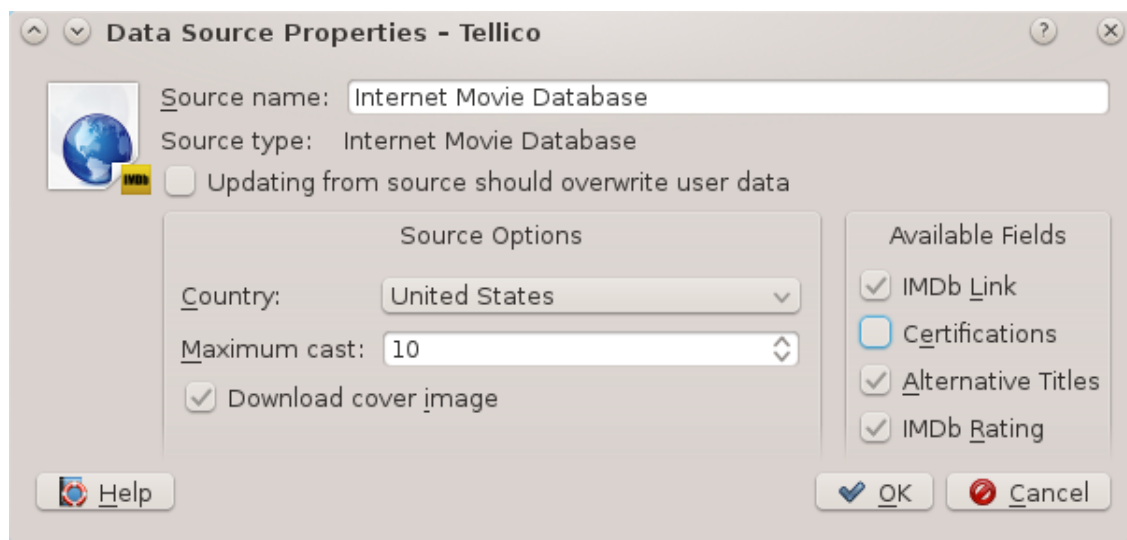 Data Source Properties – Tellico
Source name: Internet Movie Database
Source type: Internet Movie Database
IMDb
Updating from source should overwrite user data
Source Options
Available Fields
Country: United States
IMDb Link
Certifications
Maximum cast: 10
Alternative Titles
Download cover image
IMDb Rating
Help
OK
Cancel